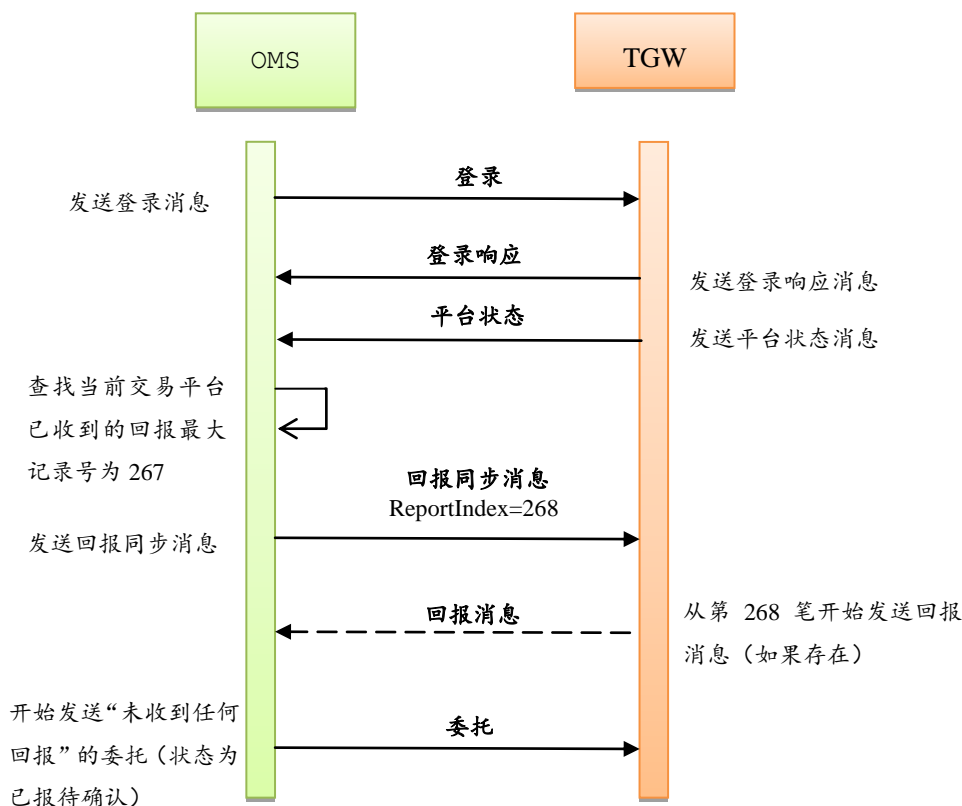 OMS
TGW
登录
发送登录消息
登录响应
发送登录响应消息
平台状态
发送平台状态消息
查找当前交易平台
已收到的回报最大
记录号为 267
回报同步消息
ReportIndex=268
发送回报同步消息
回报消息
从第 268 笔开始发送回报
消息（如果存在）
开始发送“未收到任何
回报”的委托（状态为
已报待确认）
委托